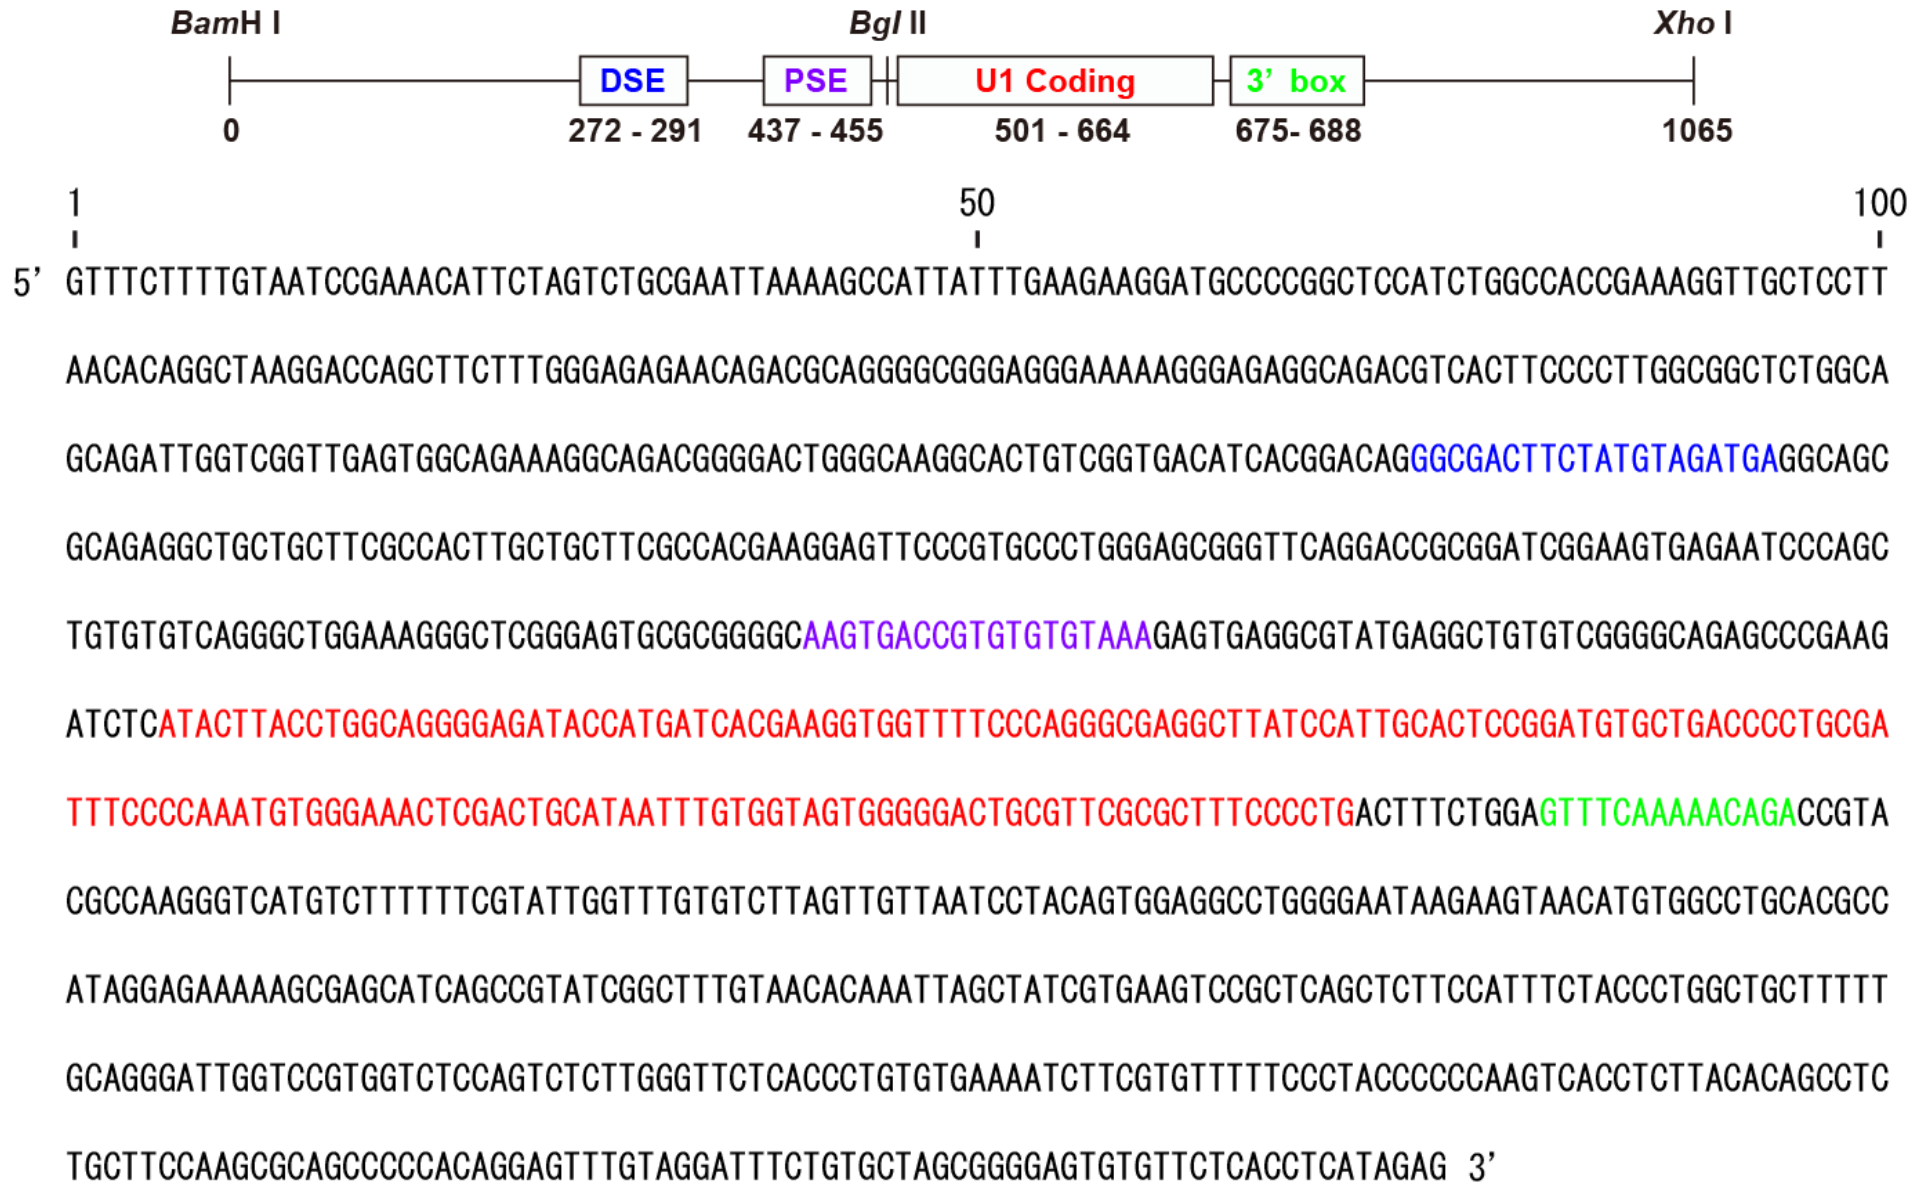 BamH I Bgl II Xho I
DSE PSE U1 Coding 3’ box
0 272 - 291 437 - 455 501 - 664 675- 688 1065
1 50 100
5’ GTTTCTTTTGTAATCCGAAACATTCTAGTCTGCGAATTAAAAGCCATTATTTGAAGAAGGATGCCCCGGCTCCATCTGGCCACCGAAAGGTTGCTCCTT
AACACAGGCTAAGGACCAGCTTCTTTGGGAGAGAACAGACGCAGGGGCGGGAGGGAAAAAGGGAGAGGCAGACGTCACTTCCCCTTGGCGGCTCTGGCA
GCAGATTGGTCGGTTGAGTGGCAGAAAGGCAGACGGGGACTGGGCAAGGCACTGTCGGTGACATCACGGACAGGGCGACTTCTATGTAGATGAGGCAGC
GCAGAGGCTGCTGCTTCGCCACTTGCTGCTTCGCCACGAAGGAGTTCCCGTGCCCTGGGAGCGGGTTCAGGACCGCGGATCGGAAGTGAGAATCCCAGC
TGTGTGTCAGGGCTGGAAAGGGCTCGGGAGTGCGCGGGGCAAGTGACCGTGTGTGTAAAGAGTGAGGCGTATGAGGCTGTGTCGGGGCAGAGCCCGAAG
ATCTCATACTTACCTGGCAGGGGAGATACCATGATCACGAAGGTGGTTTTCCCAGGGCGAGGCTTATCCATTGCACTCCGGATGTGCTGACCCCTGCGA
TTTCCCCAAATGTGGGAAACTCGACTGCATAATTTGTGGTAGTGGGGGACTGCGTTCGCGCTTTCCCCTGACTTTCTGGAGTTTCAAAAACAGACCGTA
CGCCAAGGGTCATGTCTTTTTTCGTATTGGTTTGTGTCTTAGTTGTTAATCCTACAGTGGAGGCCTGGGGAATAAGAAGTAACATGTGGCCTGCACGCC
ATAGGAGAAAAAGCGAGCATCAGCCGTATCGGCTTTGTAACACAAATTAGCTATCGTGAAGTCCGCTCAGCTCTTCCATTTCTACCCTGGCTGCTTTTT
GCAGGGATTGGTCCGTGGTCTCCAGTCTCTTGGGTTCTCACCCTGTGTGAAAATCTTCGTGTTTTTCCCTACCCCCCAAGTCACCTCTTACACAGCCTC
TGCTTCCAAGCGCAGCCCCCACAGGAGTTTGTAGGATTTCTGTGCTAGCGGGGAGTGTGTTCTCACCTCATAGAG 3’